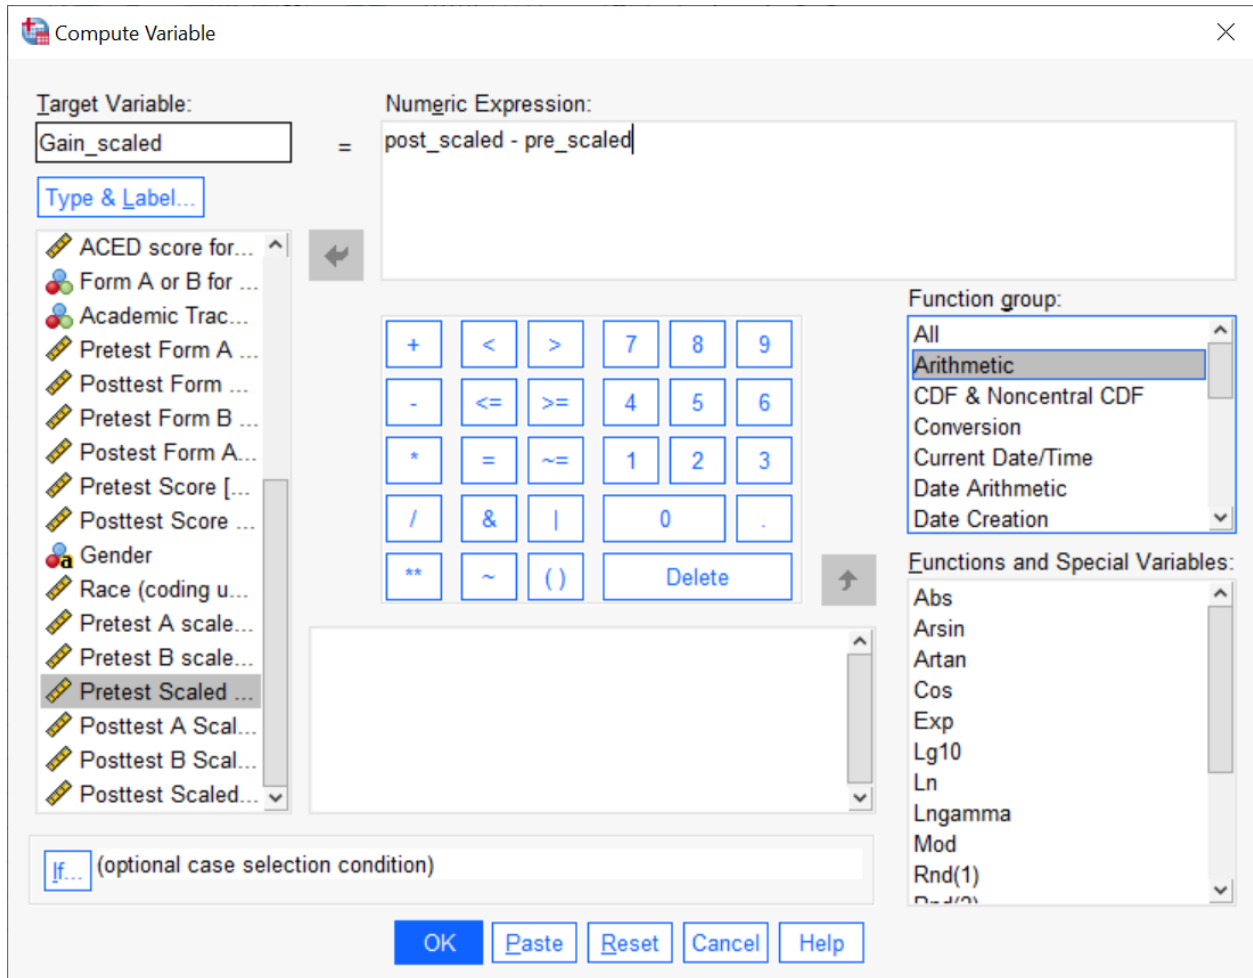 Compute Variable
Target Variable:
Gain_scaled
=
Numeric Expression:
post_scaled - pre_scaled
Type & Label...
ACED score for...
Form A or B for ...
Academic Trac...
Pretest Form A ...
Posttest Form ...
Pretest Form B ...
Postest Form A...
Pretest Score [...
Posttest Score ...
Gender
Race (coding u...
Pretest A scale...
Pretest B scale...
Pretest Scaled ...
Posttest A Scal...
Posttest B Scal...
Posttest Scaled...
+ < > 7 8 9
- <= >= 4 5 6
* = ~= 1 2 3
/ & | 0 .
** ~ ( ) Delete
Function group:
All
Arithmetic
CDF & Noncentral CDF
Conversion
Current Date/Time
Date Arithmetic
Date Creation
Functions and Special Variables:
Abs
Arsin
Artan
Cos
Exp
Lg10
Ln
Lngamma
Mod
Rnd(1)
If... (optional case selection condition)
OK Paste Reset Cancel Help